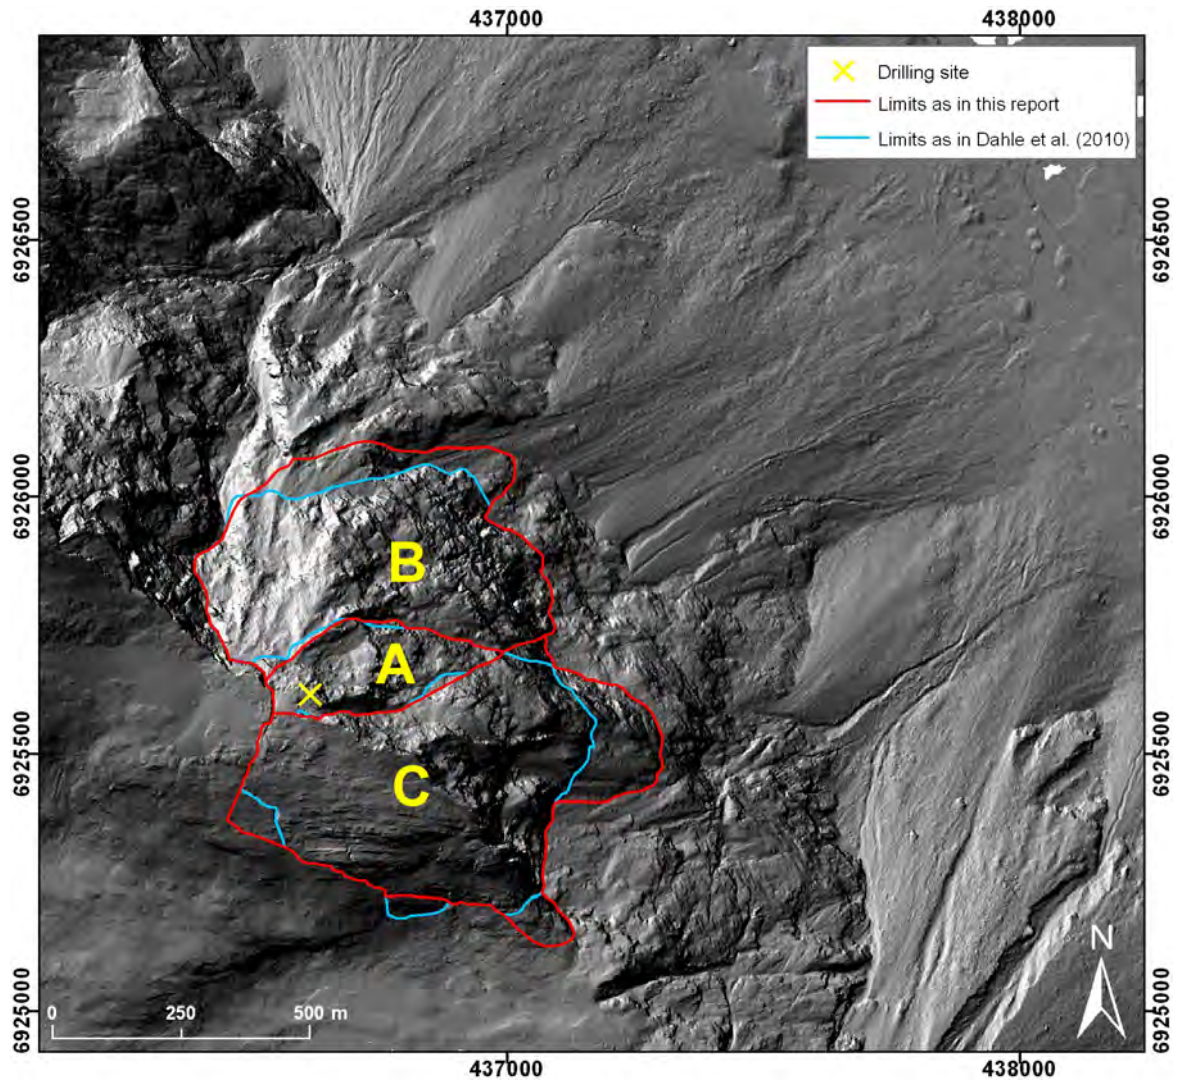 437000
438000
Drilling site
Limits as in this report
Limits as in Dahle et al. (2010)
6926500
6926500
6926000
6926000
B
A
6925500
6925500
C
N
6925000
6925000
0
250
500 m
437000
438000